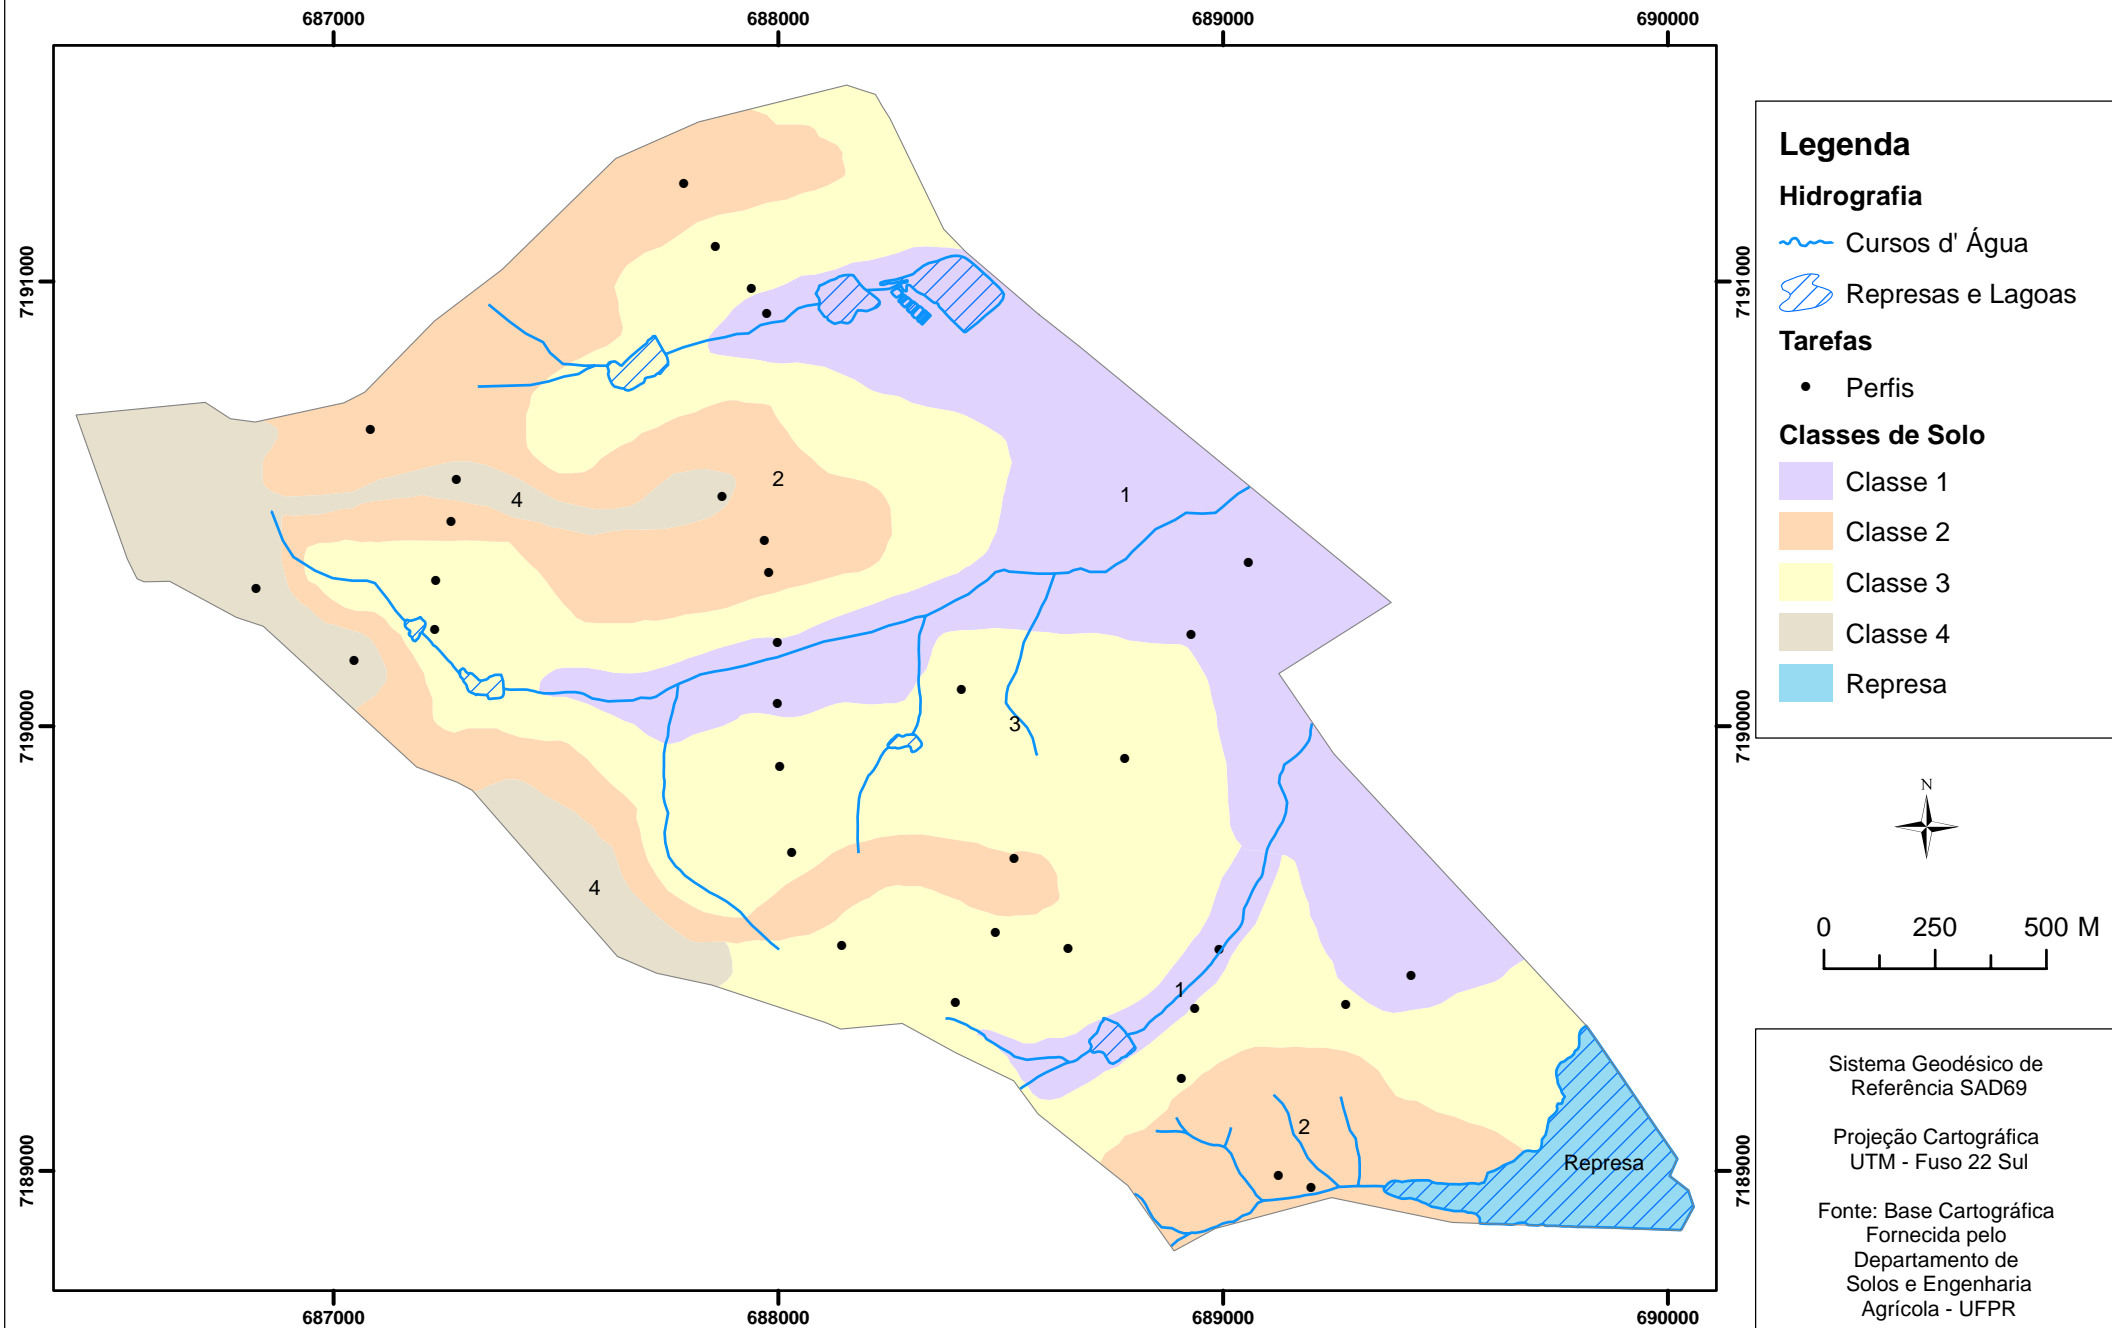 687000
688000
689000
690000
7191000
7190000
7189000
2
4
1
3
4
1
2
Represa
7191000
7190000
7189000
687000
688000
689000
690000
Legenda
Hidrografia
Cursos d' Água
Represas e Lagoas
Tarefas
Perfis
Classes de Solo
Classe 1
Classe 2
Classe 3
Classe 4
Represa
N
0 250 500 M
Sistema Geodésico de
Referência SAD69
Projeção Cartográfica
UTM - Fuso 22 Sul
Fonte: Base Cartográfica
Fornecida pelo
Departamento de
Solos e Engenharia
Agrícola - UFPR